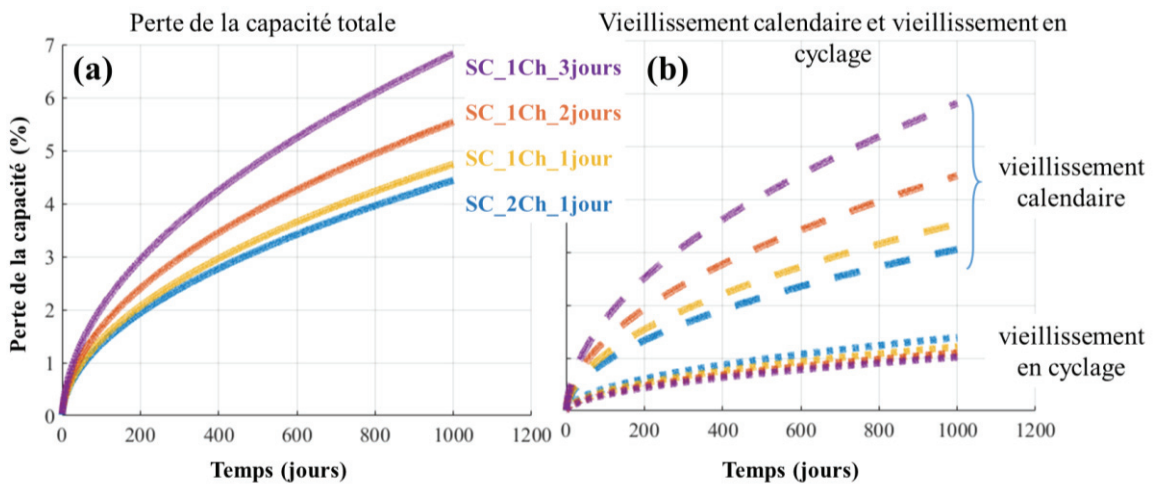 Perte de la capacité totale
(a)
Perte de la capacité (%)
7
6
5
4
3
2
1
0
0 200 400 600 800 1000 1200
Temps (jours)
SC_1Ch_3jours
SC_1Ch_2jours
SC_1Ch_1jour
SC_2Ch_1jour
Vieillissement calendaire et vieillissement en
cyclage
(b)
vieillissement
calendaire
vieillissement
en cyclage
0 200 400 600 800 1000 1200
Temps (jours)